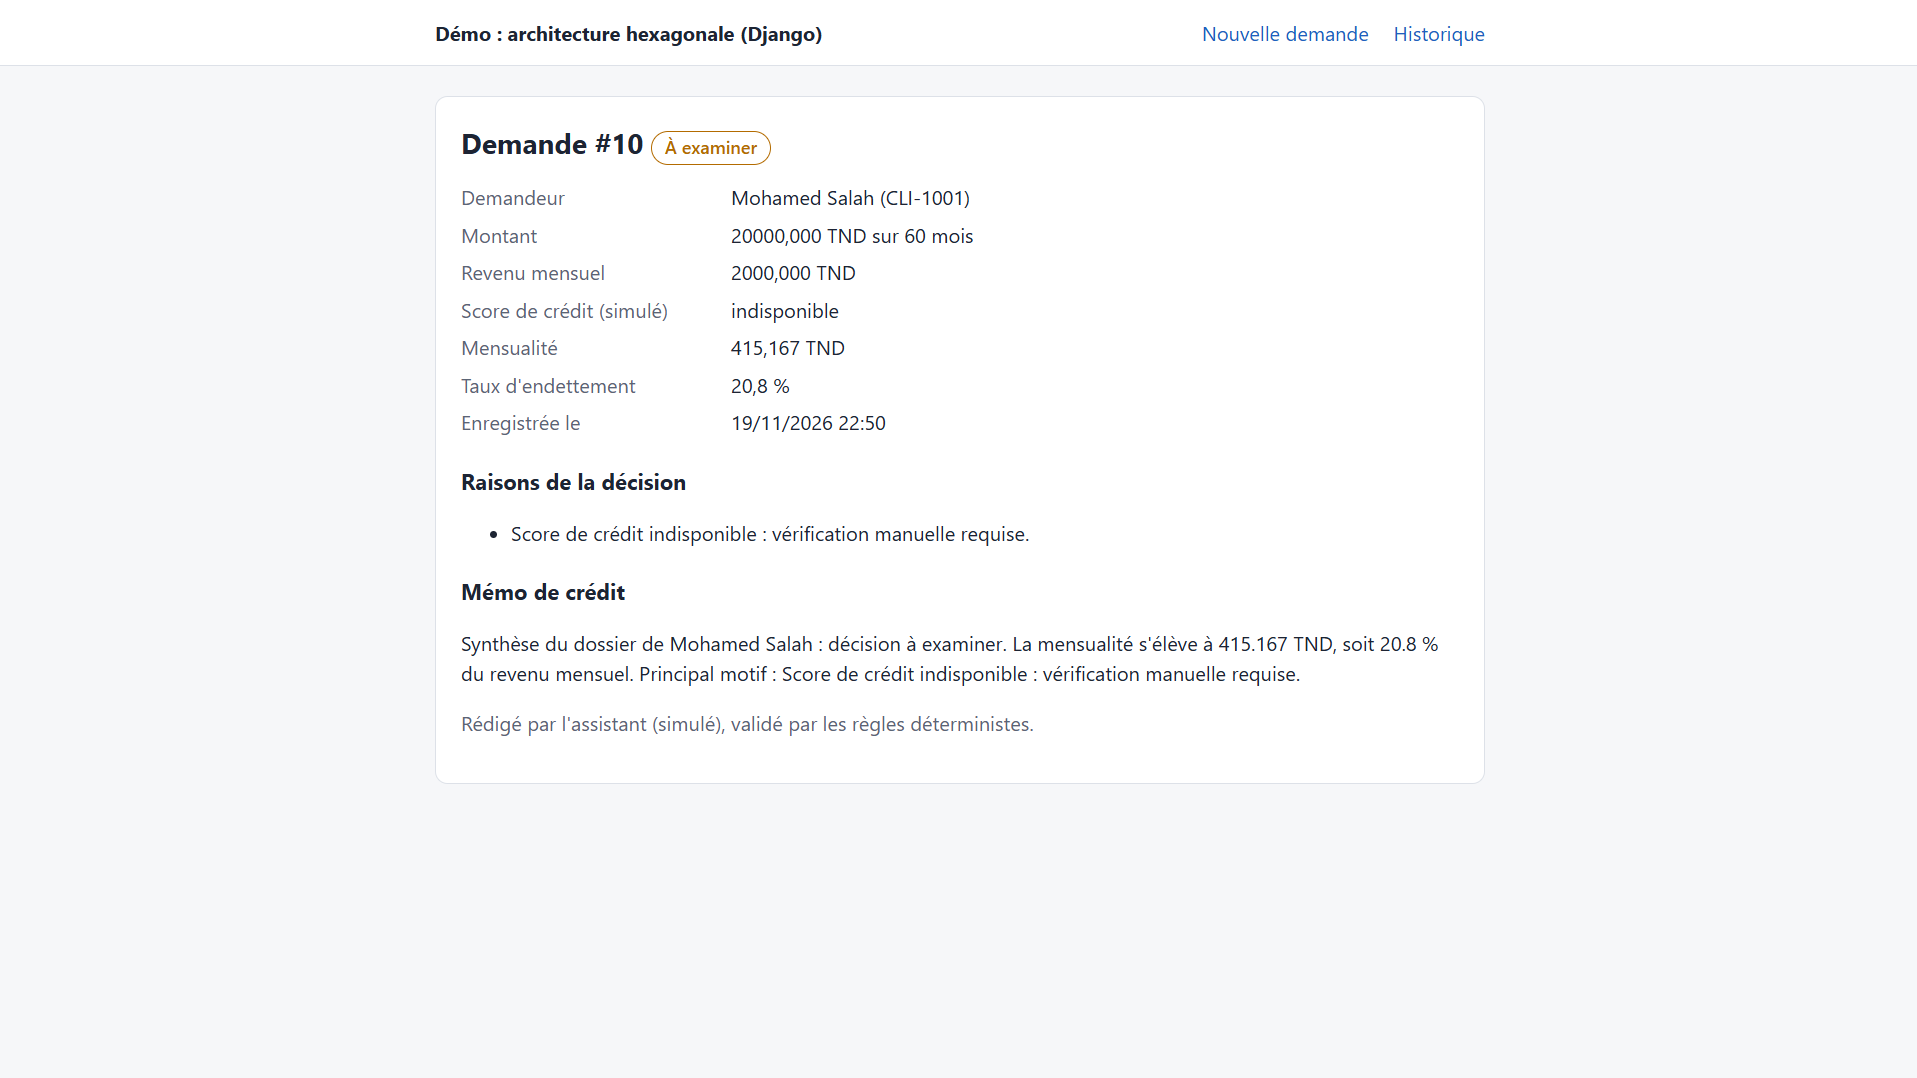 Démo : architecture hexagonale (Django)
Nouvelle demande
Historique
Demande #10
À examiner
Demandeur
Mohamed Salah (CLI-1001)
Montant
20000,000 TND sur 60 mois
Revenu mensuel
2000,000 TND
Score de crédit (simulé)
indisponible
Mensualité
415,167 TND
Taux d'endettement
20,8 %
Enregistrée le
19/11/2026 22:50
Raisons de la décision
• Score de crédit indisponible : vérification manuelle requise.
Mémo de crédit
Synthèse du dossier de Mohamed Salah : décision à examiner. La mensualité s'élève à 415.167 TND, soit 20.8 %
du revenu mensuel. Principal motif : Score de crédit indisponible : vérification manuelle requise.
Rédigé par l'assistant (simulé), validé par les règles déterministes.